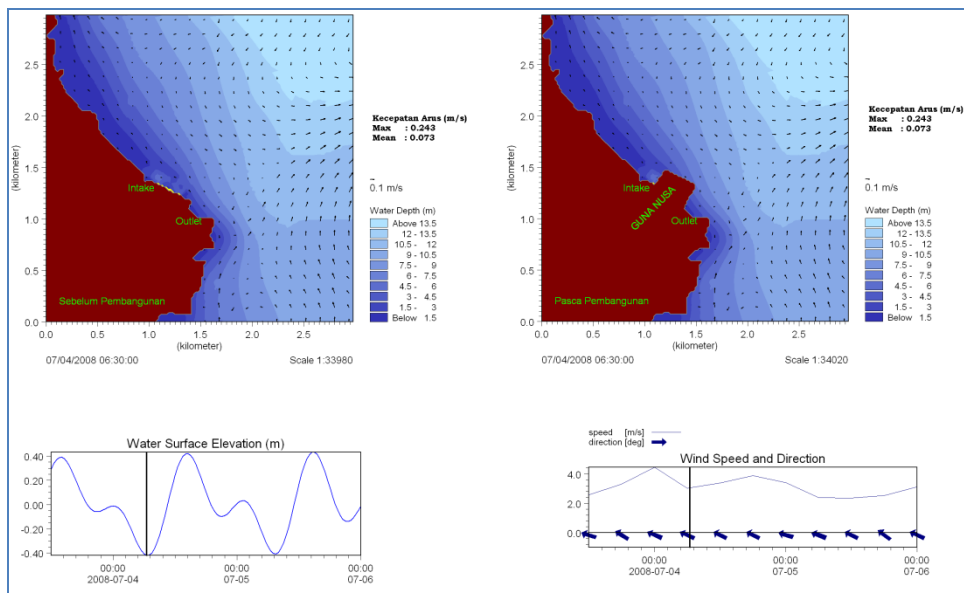 2.5
2.0
1.5
1.0
0.5
0.0
(kilometer)
Intake
Outlet
Sebelum Pembangunan
0.0 0.5 1.0 1.5 2.0 2.5
(kilometer)
07/04/2008 06:30:00 Scale 1:33980
Kecepatan Arus (m/s)
Max : 0.243
Mean : 0.073
0.1 m/s
Water Depth (m)
Above 13.5
12 - 13.5
10.5 - 12
9 - 10.5
7.5 - 9
6 - 7.5
4.5 - 6
3 - 4.5
1.5 - 3
Below 1.5
2.5
2.0
1.5
1.0
0.5
0.0
(kilometer)
Intake
GUNA NUSA
Outlet
Pasca Pembangunan
0.0 0.5 1.0 1.5 2.0 2.5
(kilometer)
07/04/2008 06:30:00 Scale 1:34020
Kecepatan Arus (m/s)
Max : 0.243
Mean : 0.073
0.1 m/s
Water Depth (m)
Above 13.5
12 - 13.5
10.5 - 12
9 - 10.5
7.5 - 9
6 - 7.5
4.5 - 6
3 - 4.5
1.5 - 3
Below 1.5
Water Surface Elevation (m)
0.40
0.20
0.00
-0.20
-0.40
00:00 00:00 00:00
2008-07-04 07-05 07-06
speed [m/s]
direction [deg]
Wind Speed and Direction
4.0
2.0
0.0
00:00 00:00 00:00
2008-07-04 07-05 07-06